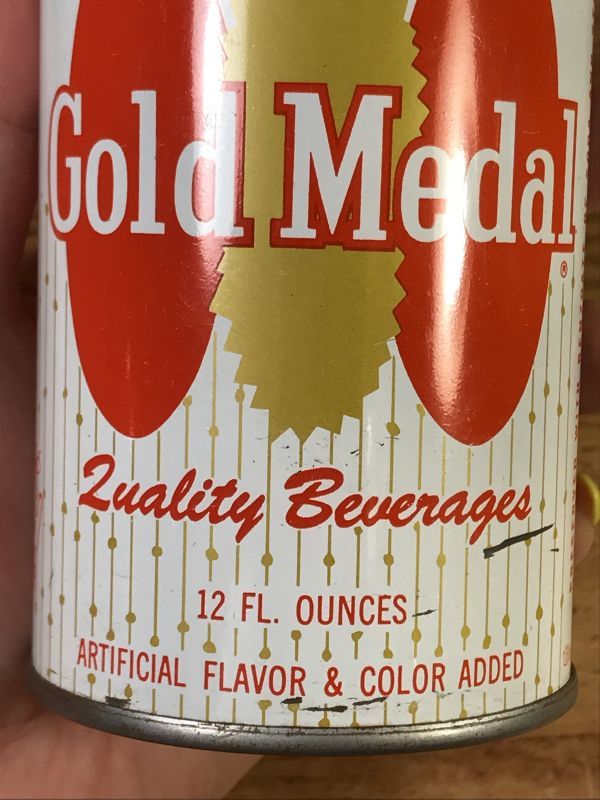 Gold Medal
®
Quality Beverages
12 FL. OUNCES
ARTIFICIAL FLAVOR & COLOR ADDED